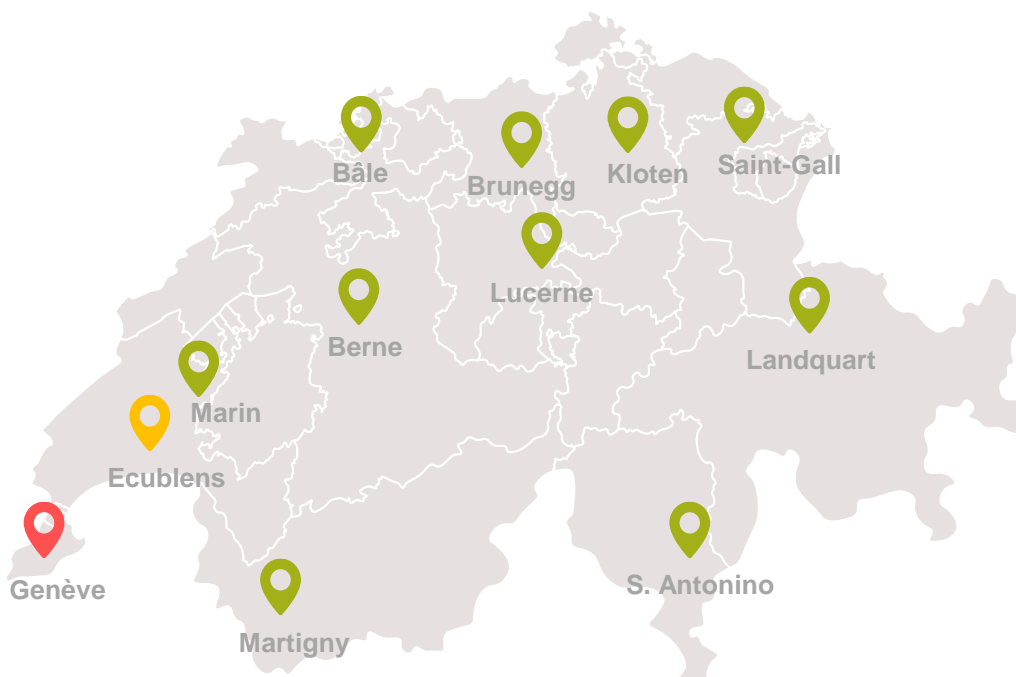 Bâle
Brunegg
Kloten
Saint-Gall
Lucerne
Berne
Landquart
Marin
Ecublens
Genève
S. Antonino
Martigny